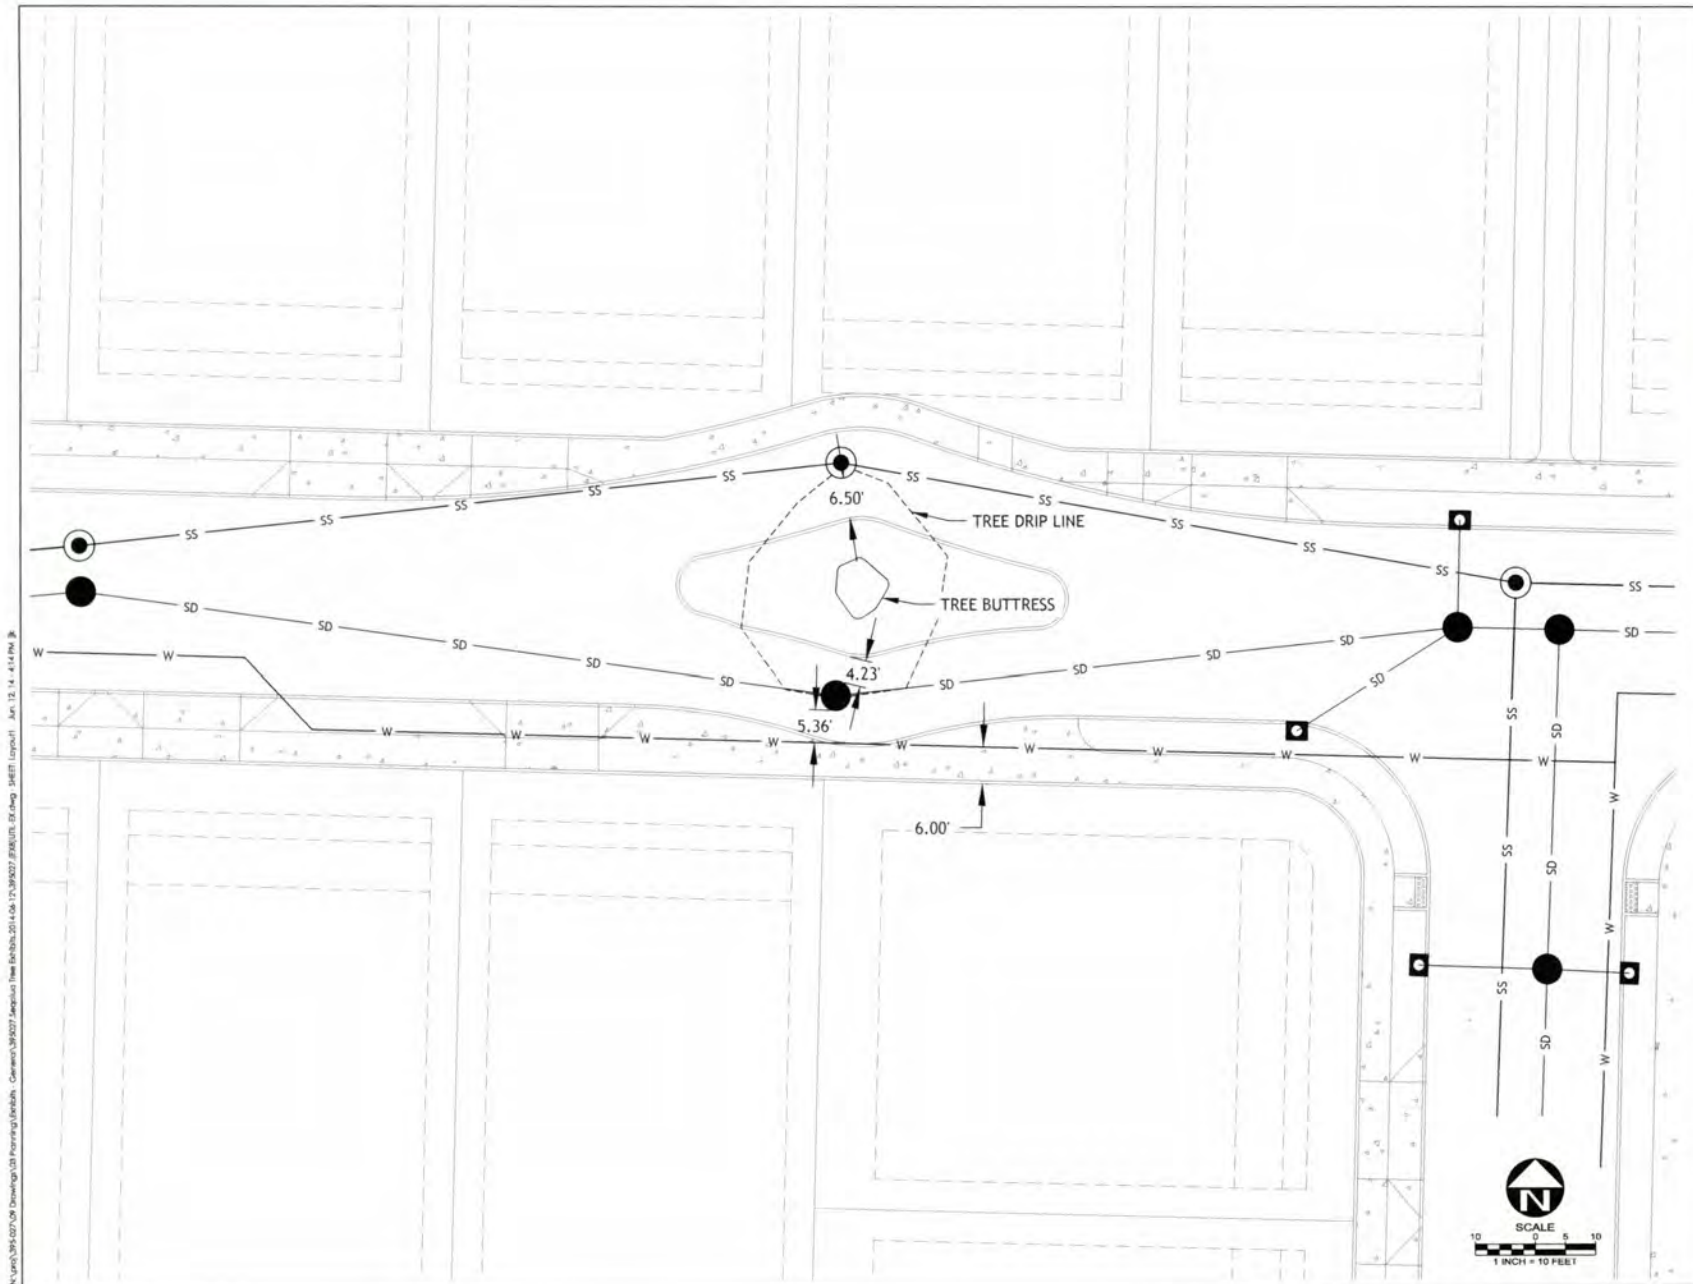 SS SS SS SS SS SS SS SS SS SS SS
6.50'
TREE DRIP LINE
TREE BUTTRESS
SD SD SD SD SD SD SD SD SD SD SD
4.23'
5.36'
W W W W W W W W W W W W
6.00'
SS
SD
SS
SD
W
W
SS
SD
W
N
SCALE
10 0 5 10
1 INCH = 10 FEET